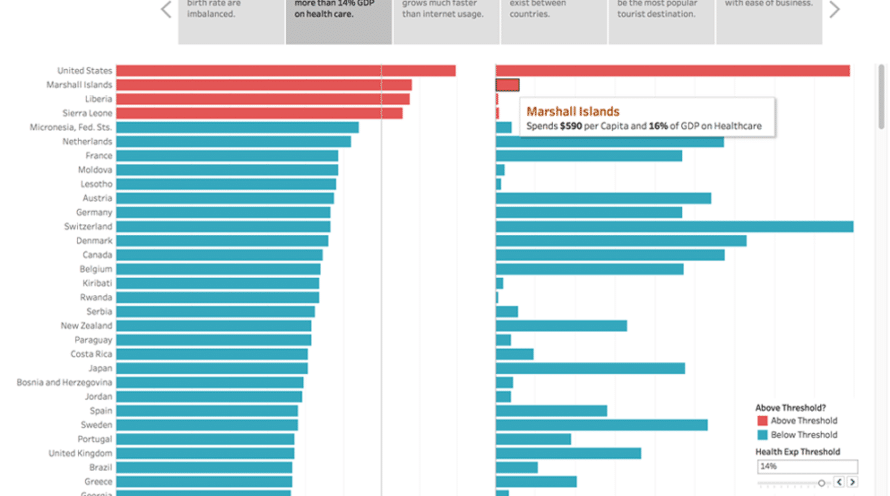 birth rate are
imbalanced.
more than 14% GDP
on health care.
grows much faster
than internet usage.
exist between
countries.
be the most popular
tourist destination.
with ease of business.
United States
Marshall Islands
Liberia
Sierra Leone
Micronesia, Fed. Sts.
Netherlands
France
Moldova
Lesotho
Austria
Germany
Switzerland
Denmark
Canada
Belgium
Kiribati
Rwanda
Serbia
New Zealand
Paraguay
Costa Rica
Japan
Bosnia and Herzegovina
Jordan
Spain
Sweden
Portugal
United Kingdom
Brazil
Greece
Georgia
Marshall Islands
Spends $590 per Capita and 16% of GDP on Healthcare
Above Threshold?
Above Threshold
Below Threshold
Health Exp Threshold
14%